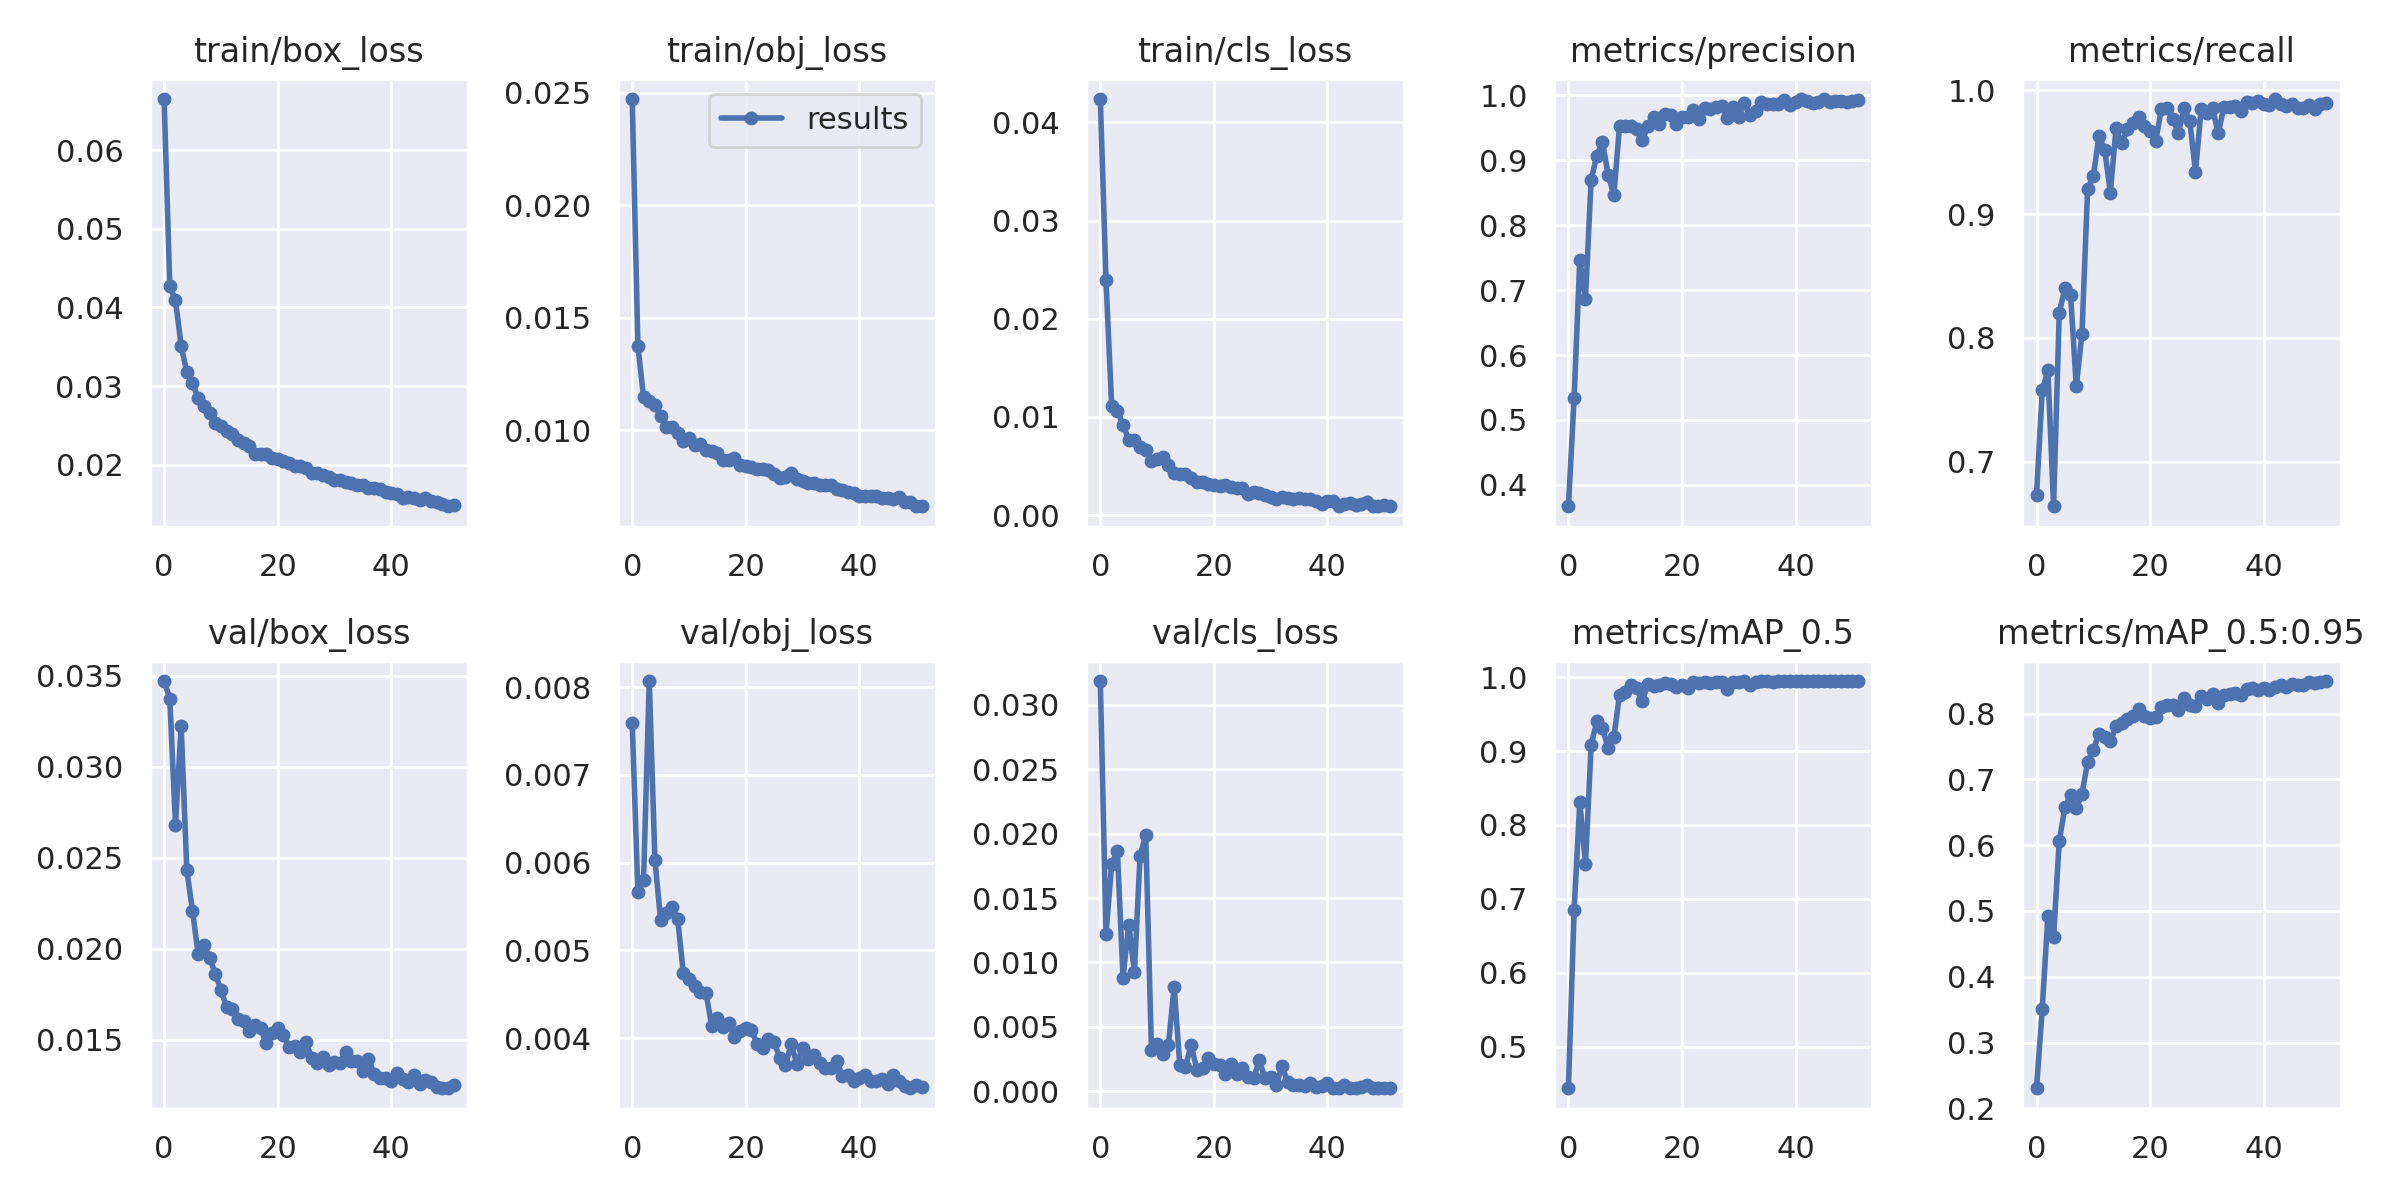 train/box_loss
0.06
0.05
0.04
0.03
0.02
0 20 40
train/obj_loss
results
0.025
0.020
0.015
0.010
0 20 40
train/cls_loss
0.04
0.03
0.02
0.01
0.00
0 20 40
metrics/precision
1.0
0.9
0.8
0.7
0.6
0.5
0.4
0 20 40
metrics/recall
1.0
0.9
0.8
0.7
0 20 40
val/box_loss
0.035
0.030
0.025
0.020
0.015
0 20 40
val/obj_loss
0.008
0.007
0.006
0.005
0.004
0 20 40
val/cls_loss
0.030
0.025
0.020
0.015
0.010
0.005
0.000
0 20 40
metrics/mAP_0.5
1.0
0.9
0.8
0.7
0.6
0.5
0 20 40
metrics/mAP_0.5:0.95
0.8
0.7
0.6
0.5
0.4
0.3
0.2
0 20 40